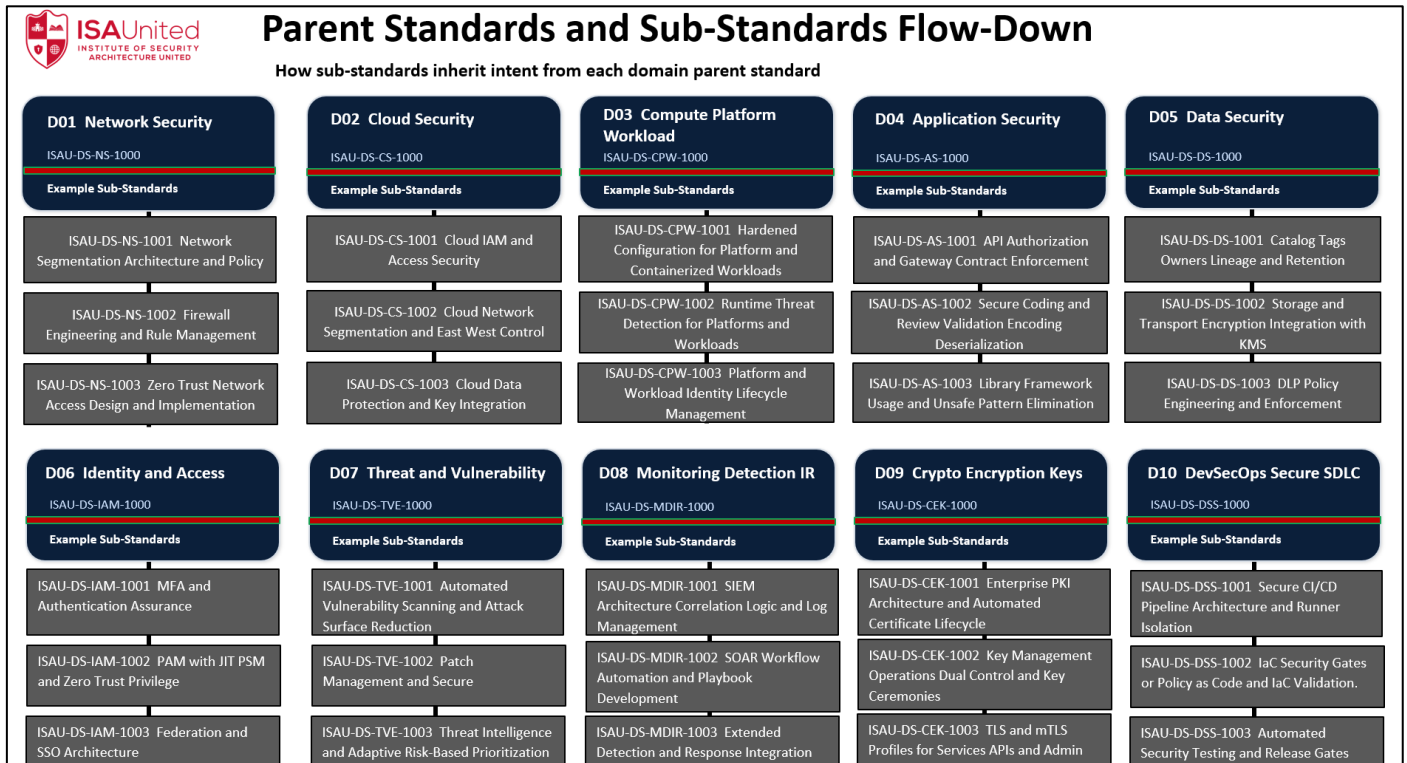 ISAUnited
INSTITUTE OF SECURITY
ARCHITECTURE UNITED
Parent Standards and Sub-Standards Flow-Down
How sub-standards inherit intent from each domain parent standard
D01 Network Security
ISAU-DS-NS-1000
Example Sub-Standards
ISAU-DS-NS-1001 Network
Segmentation Architecture and Policy
ISAU-DS-NS-1002 Firewall
Engineering and Rule Management
ISAU-DS-NS-1003 Zero Trust Network
Access Design and Implementation
D02 Cloud Security
ISAU-DS-CS-1000
Example Sub-Standards
ISAU-DS-CS-1001 Cloud IAM and
Access Security
ISAU-DS-CS-1002 Cloud Network
Segmentation and East West Control
ISAU-DS-CS-1003 Cloud Data
Protection and Key Integration
D03 Compute Platform
Workload
ISAU-DS-CPW-1000
Example Sub-Standards
ISAU-DS-CPW-1001 Hardened
Configuration for Platform and
Containerized Workloads
ISAU-DS-CPW-1002 Runtime Threat
Detection for Platforms and
Workloads
ISAU-DS-CPW-1003 Platform and
Workload Identity Lifecycle
Management
D04 Application Security
ISAU-DS-AS-1000
Example Sub-Standards
ISAU-DS-AS-1001 API Authorization
and Gateway Contract Enforcement
ISAU-DS-AS-1002 Secure Coding and
Review Validation Encoding
Deserialization
ISAU-DS-AS-1003 Library Framework
Usage and Unsafe Pattern Elimination
D05 Data Security
ISAU-DS-DS-1000
Example Sub-Standards
ISAU-DS-DS-1001 Catalog Tags
Owners Lineage and Retention
ISAU-DS-DS-1002 Storage and
Transport Encryption Integration with
KMS
ISAU-DS-DS-1003 DLP Policy
Engineering and Enforcement
D06 Identity and Access
ISAU-DS-IAM-1000
Example Sub-Standards
ISAU-DS-IAM-1001 MFA and
Authentication Assurance
ISAU-DS-IAM-1002 PAM with JIT PSM
and Zero Trust Privilege
ISAU-DS-IAM-1003 Federation and
SSO Architecture
D07 Threat and Vulnerability
ISAU-DS-TVE-1000
Example Sub-Standards
ISAU-DS-TVE-1001 Automated
Vulnerability Scanning and Attack
Surface Reduction
ISAU-DS-TVE-1002 Patch
Management and Secure
ISAU-DS-TVE-1003 Threat Intelligence
and Adaptive Risk-Based Prioritization
D08 Monitoring Detection IR
ISAU-DS-MDIR-1000
Example Sub-Standards
ISAU-DS-MDIR-1001 SIEM
Architecture Correlation Logic and Log
Management
ISAU-DS-MDIR-1002 SOAR Workflow
Automation and Playbook
Development
ISAU-DS-MDIR-1003 Extended
Detection and Response Integration
D09 Crypto Encryption Keys
ISAU-DS-CEK-1000
Example Sub-Standards
ISAU-DS-CEK-1001 Enterprise PKI
Architecture and Automated
Certificate Lifecycle
ISAU-DS-CEK-1002 Key Management
Operations Dual Control and Key
Ceremonies
ISAU-DS-CEK-1003 TLS and mTLS
Profiles for Services APIs and Admin
D10 DevSecOps Secure SDLC
ISAU-DS-DSS-1000
Example Sub-Standards
ISAU-DS-DSS-1001 Secure CI/CD
Pipeline Architecture and Runner
Isolation
ISAU-DS-DSS-1002 IaC Security Gates
or Policy as Code and IaC Validation.
ISAU-DS-DSS-1003 Automated
Security Testing and Release Gates